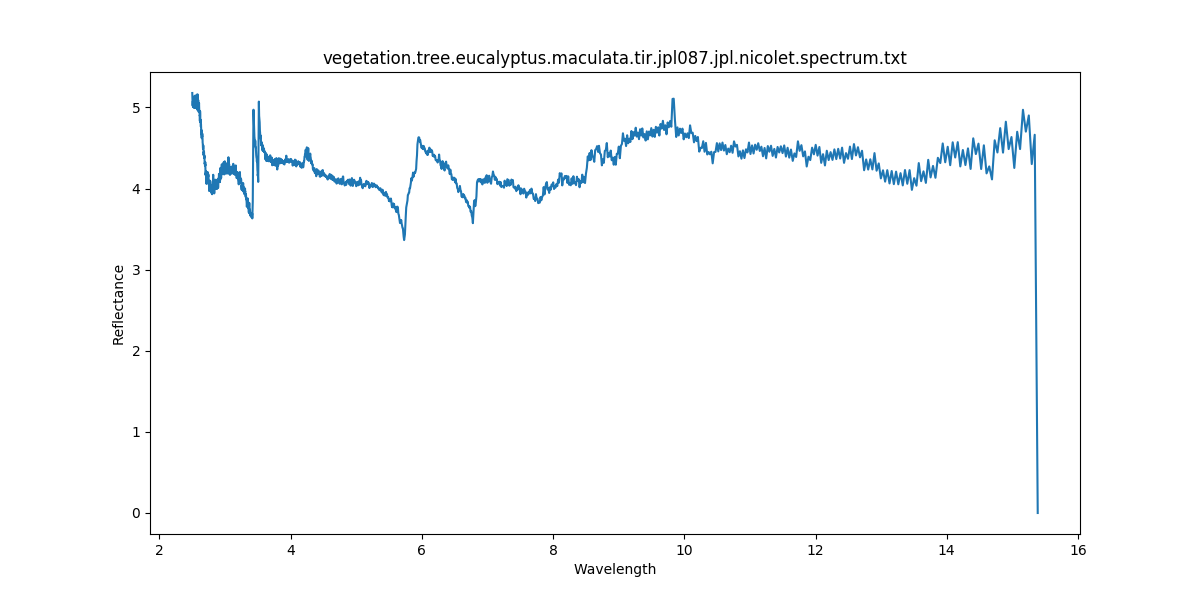 vegetation.tree.eucalyptus.maculata.tir.jpl087.jpl.nicolet.spectrum.txt
5
4
3
2
1
0
Reflectance
2 4 6 8 10 12 14 16
Wavelength